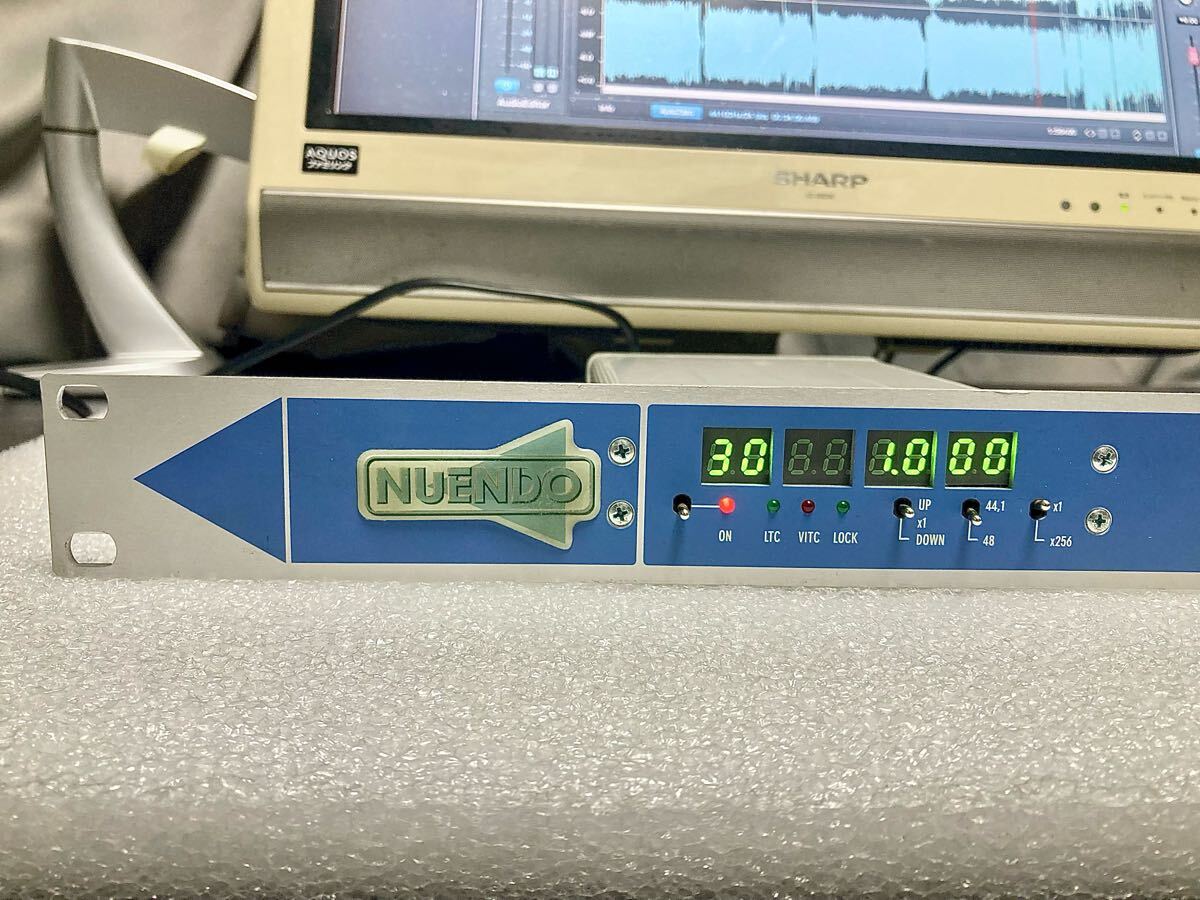 AQUOS
ファミリンク
SHARP
NUENDO
30 1.0 00
ON LTC VITC LOCK
UP
x1
DOWN
44,1
48
x1
x256